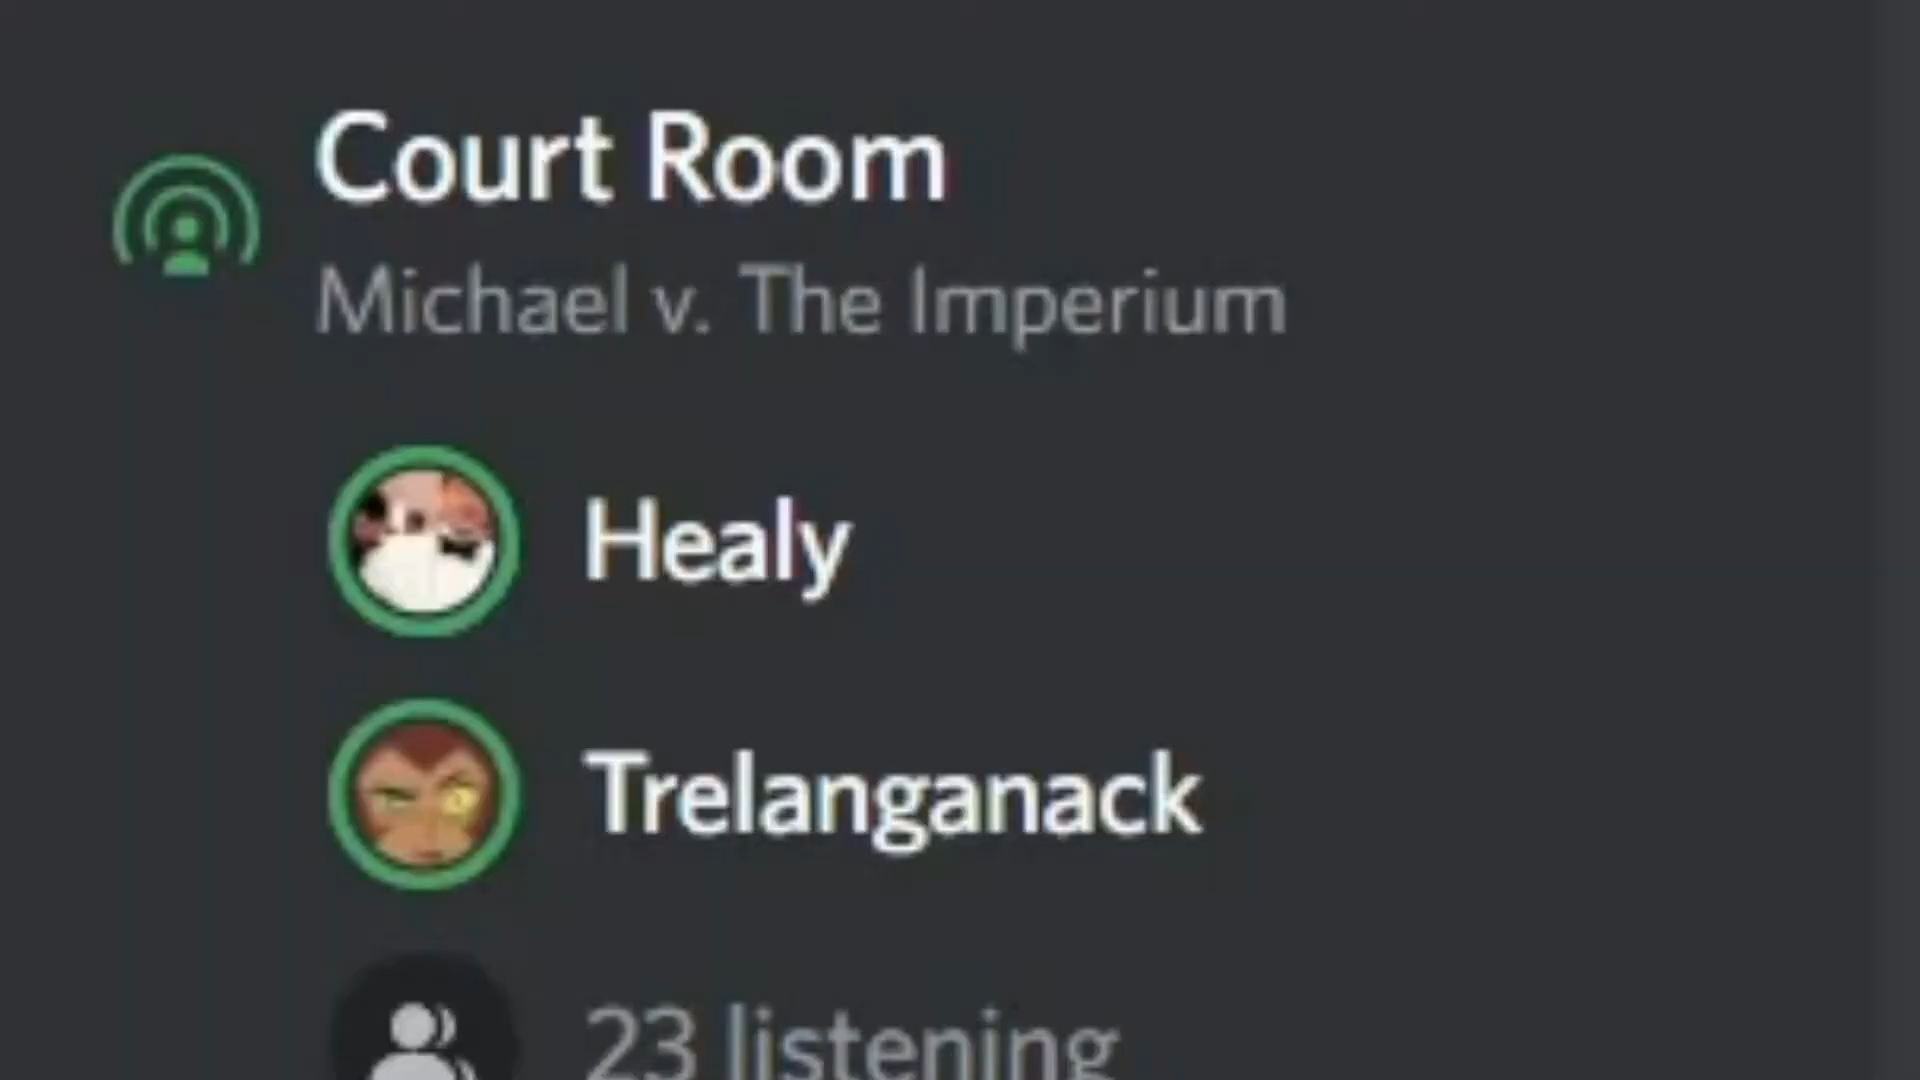 Court Room
Michael v. The Imperium
Healy
Trelanganack
23 listening